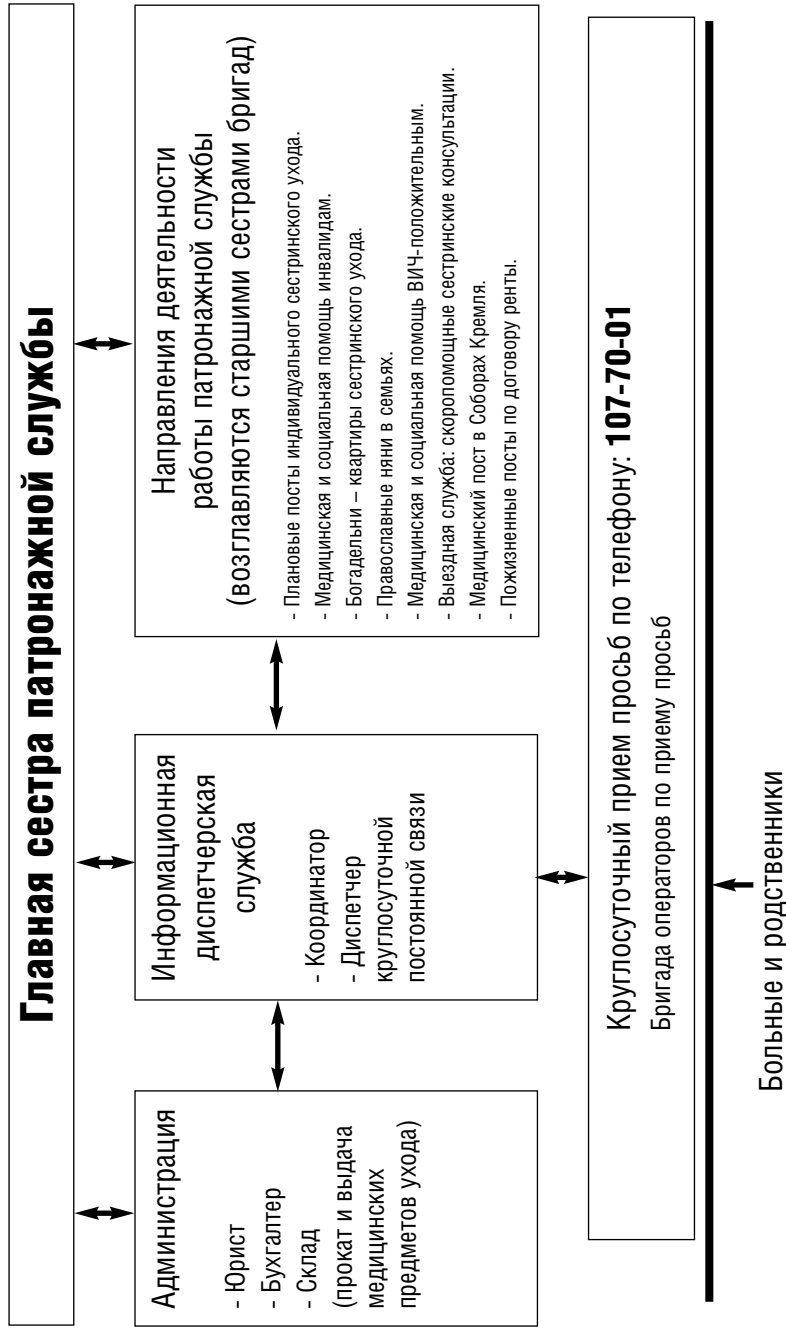 Главная сестра патронажной службы
Администрация
- Юрист
- Бухгалтер
- Склад
(прокат и выдача
медицинских
предметов ухода)
Информационная
диспетчерская
служба
- Координатор
- Диспетчер
круглосуточной
постоянной связи
Направления деятельности
работы патронажной службы
(возглавляются старшими сестрами бригад)
- Плановые посты индивидуального сестринского ухода.
- Медицинская и социальная помощь инвалидам.
- Богадельни – квартиры сестринского ухода.
- Православные няни в семьях.
- Медицинская и социальная помощь ВИЧ-положительным.
- Выездная служба: скоропомощные сестринские консультации.
- Медицинский пост в Соборах Кремля.
- Пожизненные посты по договору ренты.
Круглосуточный прием просьб по телефону: 107-70-01
Бригада операторов по приему просьб
Больные и родственники